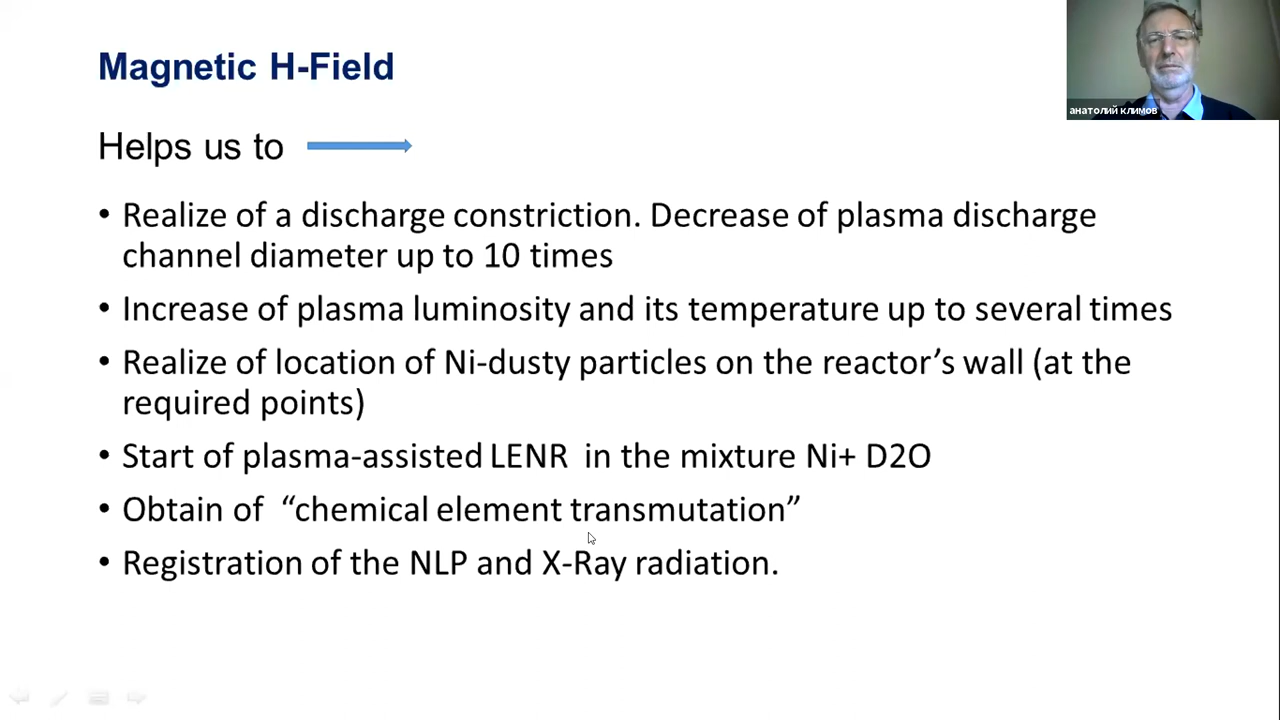 Magnetic H-Field
анатолий климов
Helps us to
• Realize of a discharge constriction. Decrease of plasma discharge
channel diameter up to 10 times
• Increase of plasma luminosity and its temperature up to several times
• Realize of location of Ni-dusty particles on the reactor’s wall (at the
required points)
• Start of plasma-assisted LENR  in the mixture Ni+ D2O
• Obtain of  “chemical element transmutation”
• Registration of the NLP and X-Ray radiation.